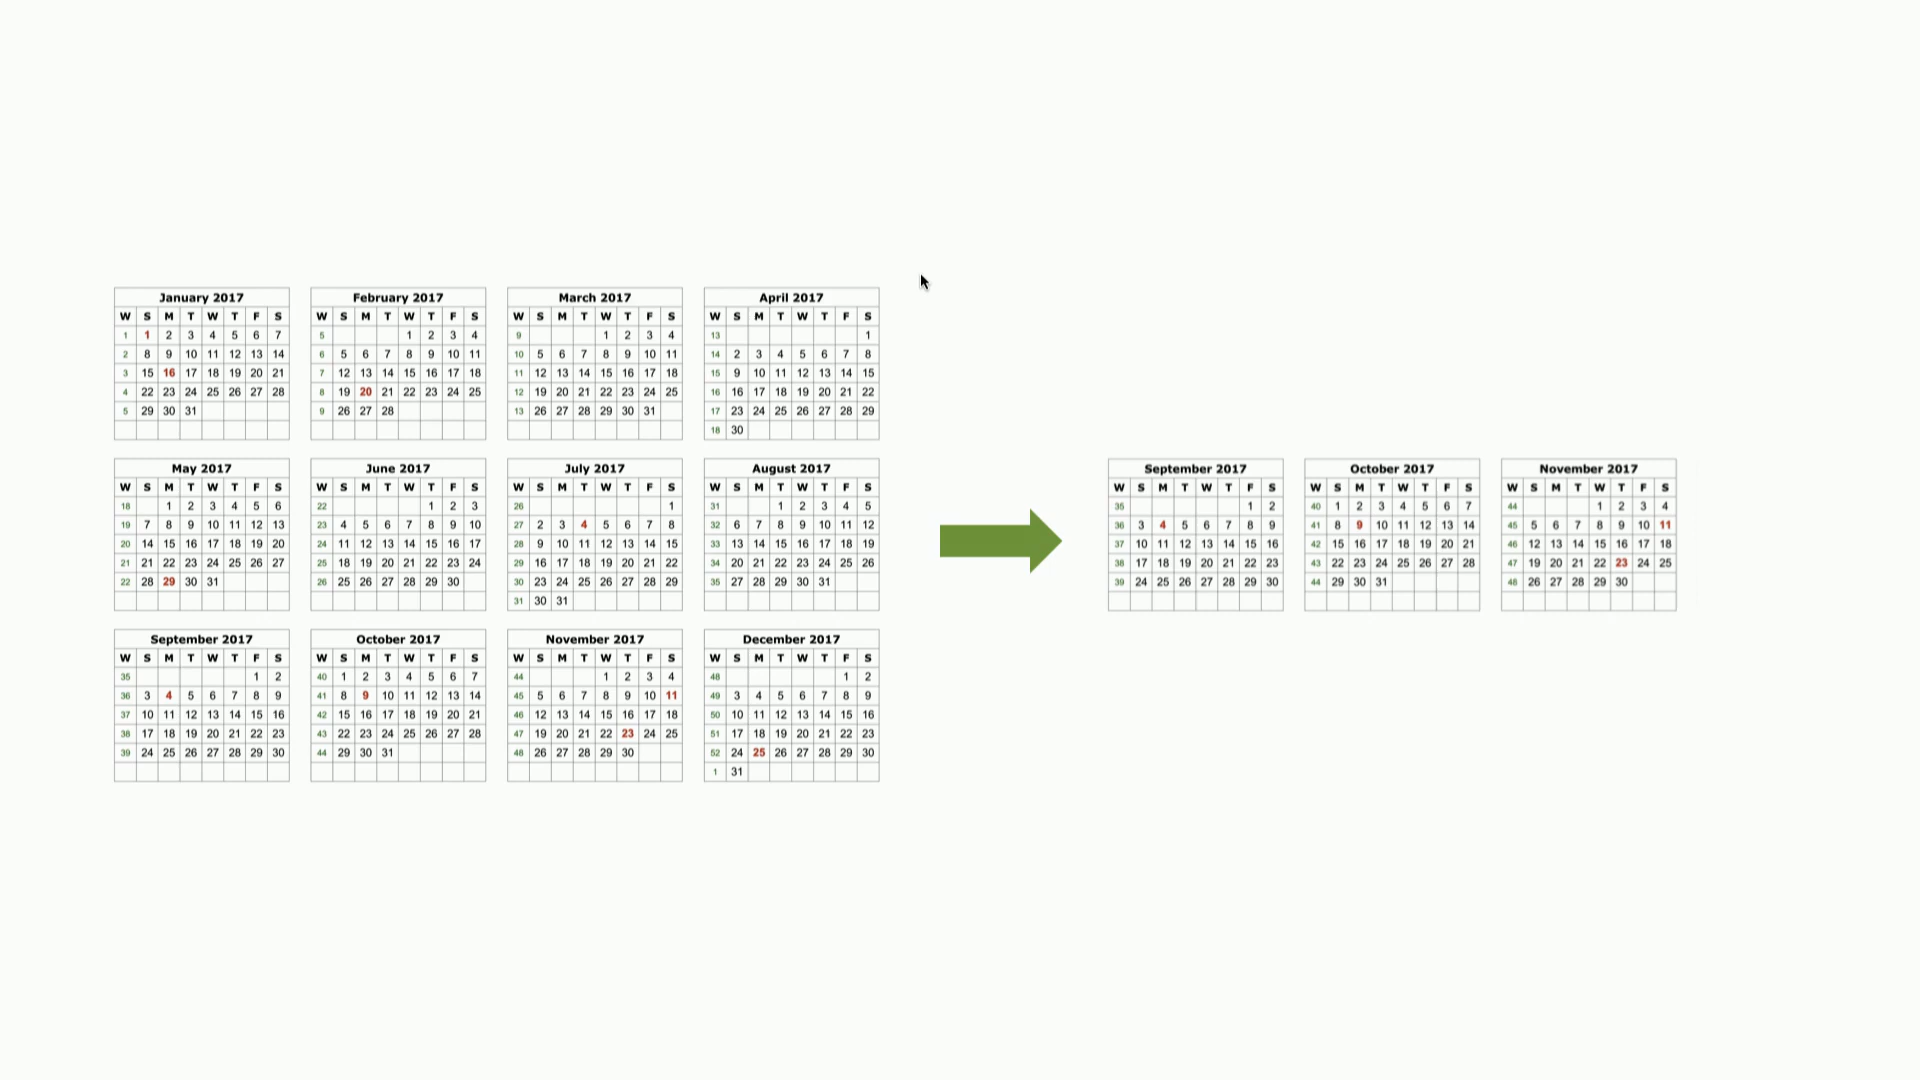 January 2017
W S M T W T F S
1 1 2 3 4 5 6 7
2 8 9 10 11 12 13 14
3 15 16 17 18 19 20 21
4 22 23 24 25 26 27 28
5 29 30 31
February 2017
W S M T W T F S
5 1 2 3 4
6 5 6 7 8 9 10 11
7 12 13 14 15 16 17 18
8 19 20 21 22 23 24 25
9 26 27 28
March 2017
W S M T W T F S
9 1 2 3 4
10 5 6 7 8 9 10 11
11 12 13 14 15 16 17 18
12 19 20 21 22 23 24 25
13 26 27 28 29 30 31
April 2017
W S M T W T F S
13 1
14 2 3 4 5 6 7 8
15 9 10 11 12 13 14 15
16 16 17 18 19 20 21 22
17 23 24 25 26 27 28 29
18 30
May 2017
W S M T W T F S
18 1 2 3 4 5 6
19 7 8 9 10 11 12 13
20 14 15 16 17 18 19 20
21 21 22 23 24 25 26 27
22 28 29 30 31
June 2017
W S M T W T F S
22 1 2 3
23 4 5 6 7 8 9 10
24 11 12 13 14 15 16 17
25 18 19 20 21 22 23 24
26 25 26 27 28 29 30
July 2017
W S M T W T F S
26 1
27 2 3 4 5 6 7 8
28 9 10 11 12 13 14 15
29 16 17 18 19 20 21 22
30 23 24 25 26 27 28 29
31 30 31
August 2017
W S M T W T F S
31 1 2 3 4 5
32 6 7 8 9 10 11 12
33 13 14 15 16 17 18 19
34 20 21 22 23 24 25 26
35 27 28 29 30 31
September 2017
W S M T W T F S
35 1 2
36 3 4 5 6 7 8 9
37 10 11 12 13 14 15 16
38 17 18 19 20 21 22 23
39 24 25 26 27 28 29 30
October 2017
W S M T W T F S
40 1 2 3 4 5 6 7
41 8 9 10 11 12 13 14
42 15 16 17 18 19 20 21
43 22 23 24 25 26 27 28
44 29 30 31
November 2017
W S M T W T F S
44 1 2 3 4
45 5 6 7 8 9 10 11
46 12 13 14 15 16 17 18
47 19 20 21 22 23 24 25
48 26 27 28 29 30
December 2017
W S M T W T F S
48 1 2
49 3 4 5 6 7 8 9
50 10 11 12 13 14 15 16
51 17 18 19 20 21 22 23
52 24 25 26 27 28 29 30
1 31
September 2017
W S M T W T F S
35 1 2
36 3 4 5 6 7 8 9
37 10 11 12 13 14 15 16
38 17 18 19 20 21 22 23
39 24 25 26 27 28 29 30
October 2017
W S M T W T F S
40 1 2 3 4 5 6 7
41 8 9 10 11 12 13 14
42 15 16 17 18 19 20 21
43 22 23 24 25 26 27 28
44 29 30 31
November 2017
W S M T W T F S
44 1 2 3 4
45 5 6 7 8 9 10 11
46 12 13 14 15 16 17 18
47 19 20 21 22 23 24 25
48 26 27 28 29 30